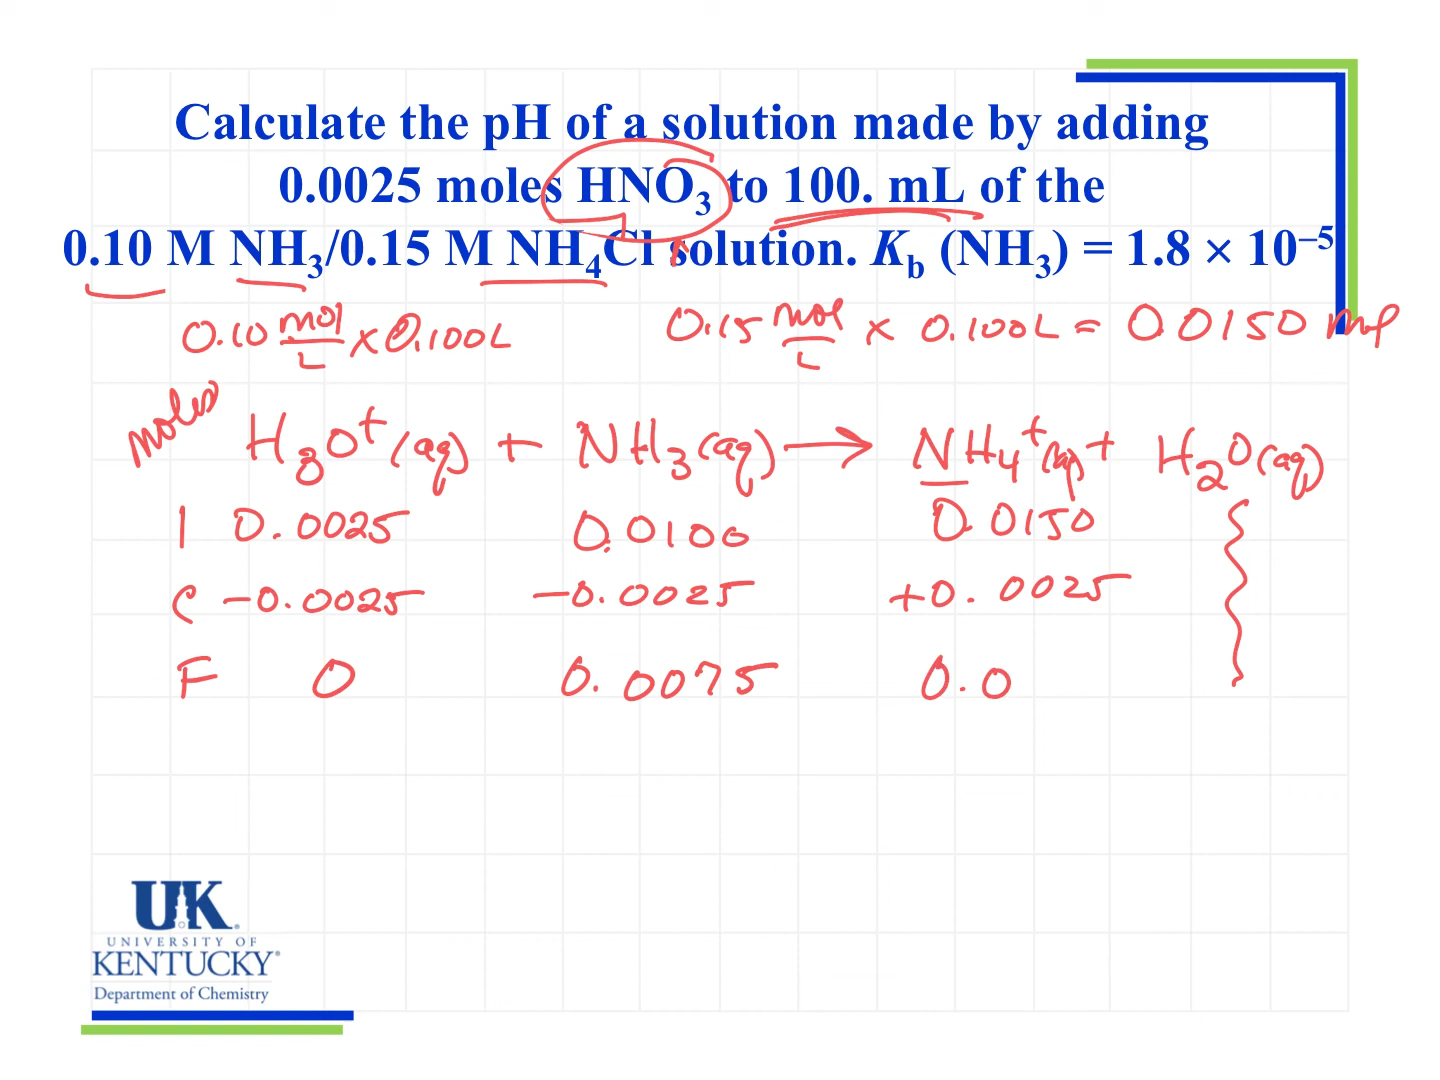 Calculate the pH of a solution made by adding
0.0025 moles HNO₃ to 100. mL of the
0.10 M NH₃/0.15 M NH₄Cl solution. K_b (NH₃) = 1.8 × 10⁻⁵
0.10 mol/L × 0.100L 0.15 mol/L × 0.100L = 0.0150 mol
moles H₃O⁺(aq) + NH₃(aq) → NH₄⁺(aq) + H₂O(aq)
I 0.0025 0.0100 0.0150
C −0.0025 −0.0025 +0.0025
F 0 0.0075 0.0
UK
UNIVERSITY OF
KENTUCKY
Department of Chemistry